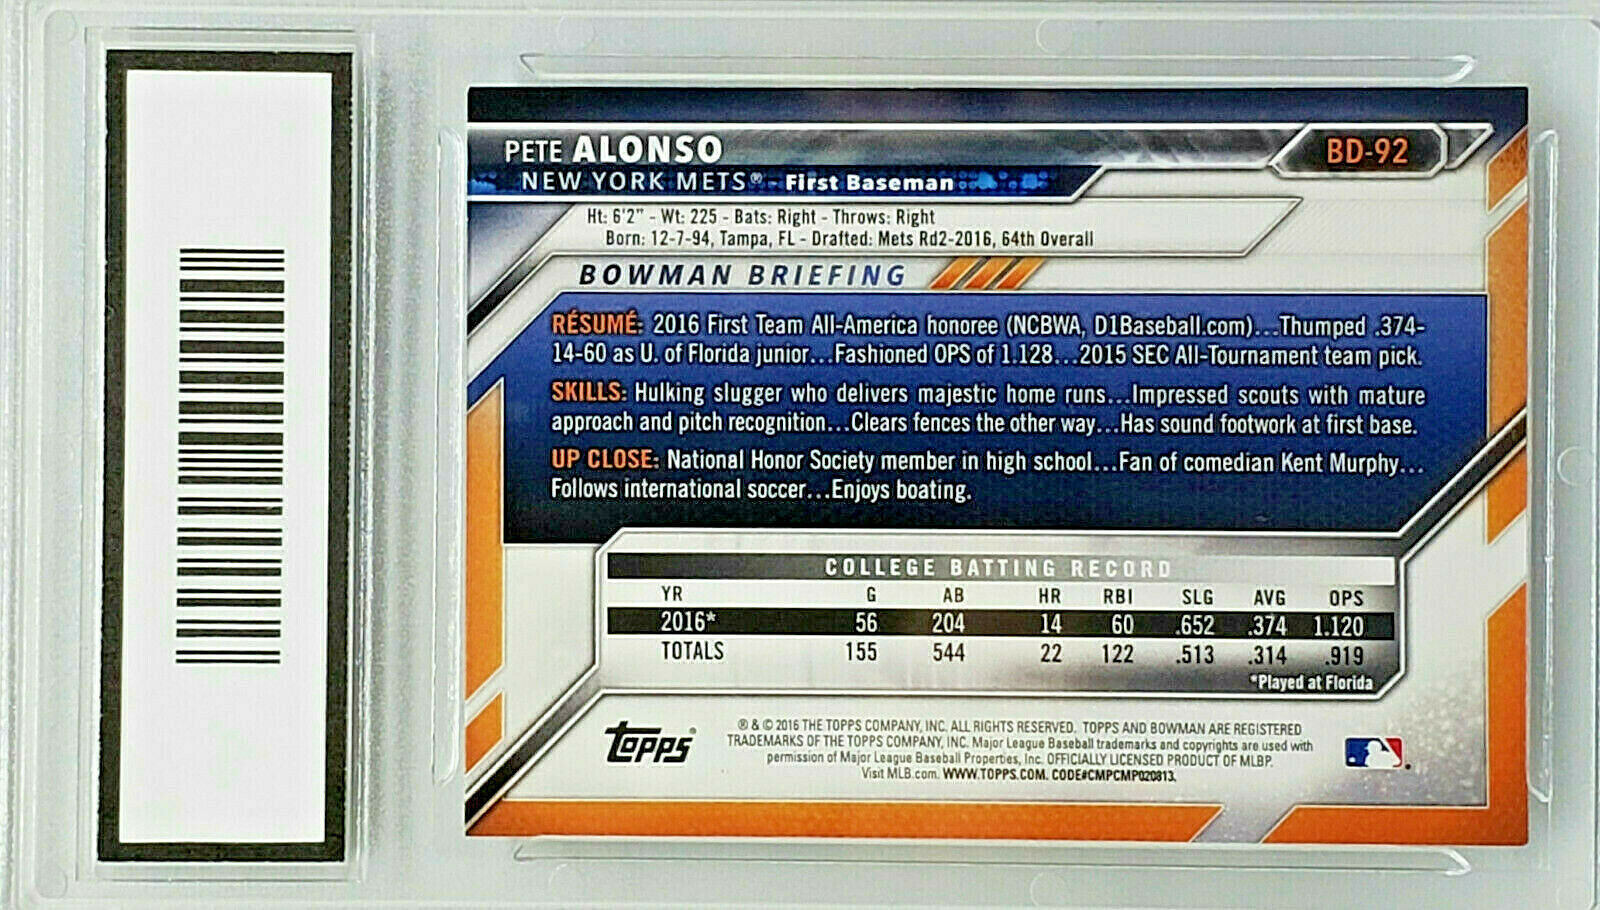 PETE ALONSO
BD-92
NEW YORK METS® - First Baseman
Ht: 6'2" - Wt: 225 - Bats: Right - Throws: Right
Born: 12-7-94, Tampa, FL - Drafted: Mets Rd2-2016, 64th Overall
BOWMAN BRIEFING
RÉSUMÉ: 2016 First Team All-America honoree (NCBWA, D1Baseball.com)...Thumped .374-
14-60 as U. of Florida junior...Fashioned OPS of 1.128...2015 SEC All-Tournament team pick.
SKILLS: Hulking slugger who delivers majestic home runs...Impressed scouts with mature
approach and pitch recognition...Clears fences the other way...Has sound footwork at first base.
UP CLOSE: National Honor Society member in high school...Fan of comedian Kent Murphy...
Follows international soccer...Enjoys boating.
COLLEGE BATTING RECORD
YR G AB HR RBI SLG AVG OPS
2016* 56 204 14 60 .652 .374 1.120
TOTALS 155 544 22 122 .513 .314 .919
*Played at Florida
Topps®
® & © 2016 THE TOPPS COMPANY, INC. ALL RIGHTS RESERVED. TOPPS AND BOWMAN ARE REGISTERED
TRADEMARKS OF THE TOPPS COMPANY, INC. Major League Baseball trademarks and copyrights are used with
permission of Major League Baseball Properties, Inc. OFFICIALLY LICENSED PRODUCT OF MLBP.
Visit MLB.com. WWW.TOPPS.COM. CODE#CMPCMP020813.